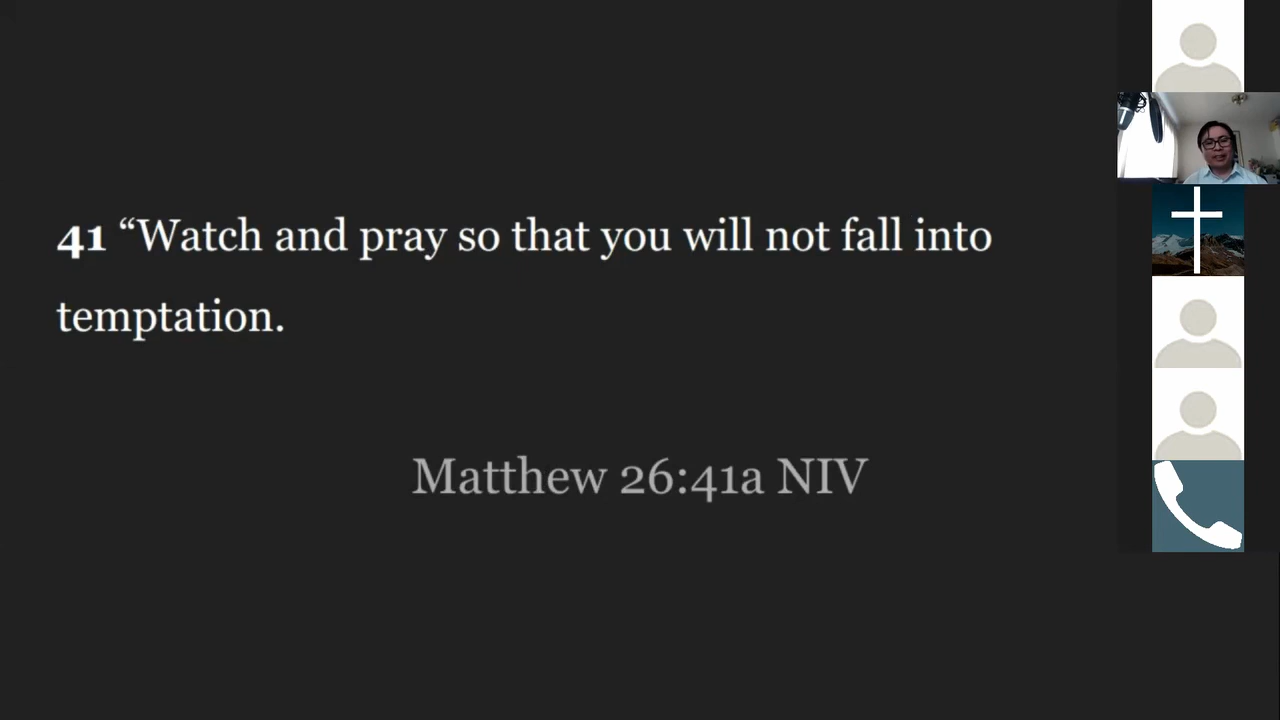 41 “Watch and pray so that you will not fall into
temptation.
Matthew 26:41a NIV